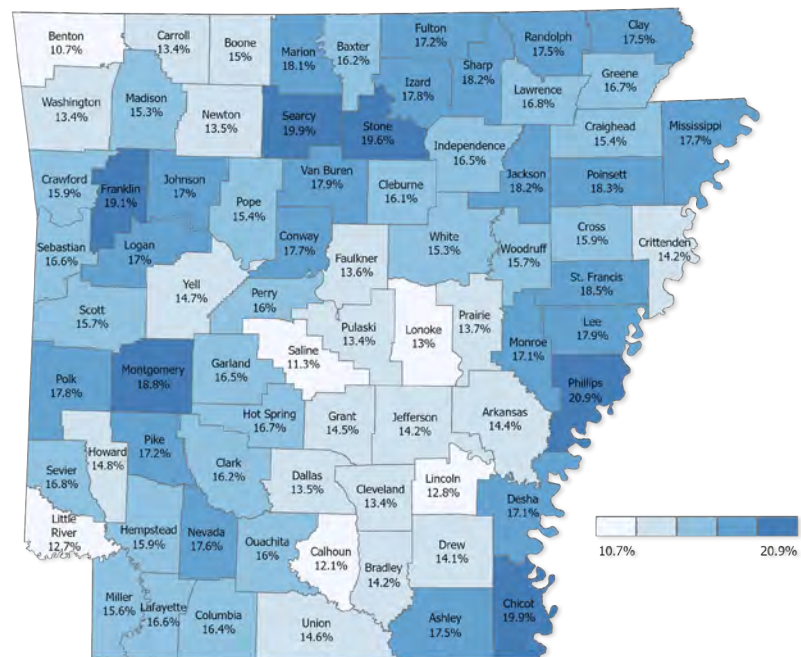 Benton
10.7%
Carroll
13.4%
Boone
15%
Marion
18.1%
Baxter
16.2%
Fulton
17.2%
Randolph
17.5%
Clay
17.5%
Izard
17.8%
Sharp
18.2%
Lawrence
16.8%
Greene
16.7%
Washington
13.4%
Madison
15.3%
Newton
13.5%
Searcy
19.9%
Stone
19.6%
Independence
16.5%
Craighead
15.4%
Mississippi
17.7%
Crawford
15.9%
Franklin
19.1%
Johnson
17%
Pope
15.4%
Van Buren
17.9%
Cleburne
16.1%
Jackson
18.2%
Poinsett
18.3%
Sebastian
16.6%
Logan
17%
Conway
17.7%
Faulkner
13.6%
White
15.3%
Woodruff
15.7%
Cross
15.9%
Crittenden
14.2%
Yell
14.7%
Perry
16%
St. Francis
18.5%
Scott
15.7%
Pulaski
13.4%
Lonoke
13%
Prairie
13.7%
Monroe
17.1%
Lee
17.9%
Saline
11.3%
Polk
17.8%
Montgomery
18.8%
Garland
16.5%
Phillips
20.9%
Hot Spring
16.7%
Grant
14.5%
Jefferson
14.2%
Arkansas
14.4%
Howard
14.8%
Pike
17.2%
Clark
16.2%
Sevier
16.8%
Dallas
13.5%
Cleveland
13.4%
Lincoln
12.8%
Desha
17.1%
Little
River
12.7%
Hempstead
15.9%
Nevada
17.6%
Ouachita
16%
Calhoun
12.1%
Bradley
14.2%
Drew
14.1%
Miller
15.6%
Lafayette
16.6%
Columbia
16.4%
Union
14.6%
Ashley
17.5%
Chicot
19.9%
10.7% 20.9%